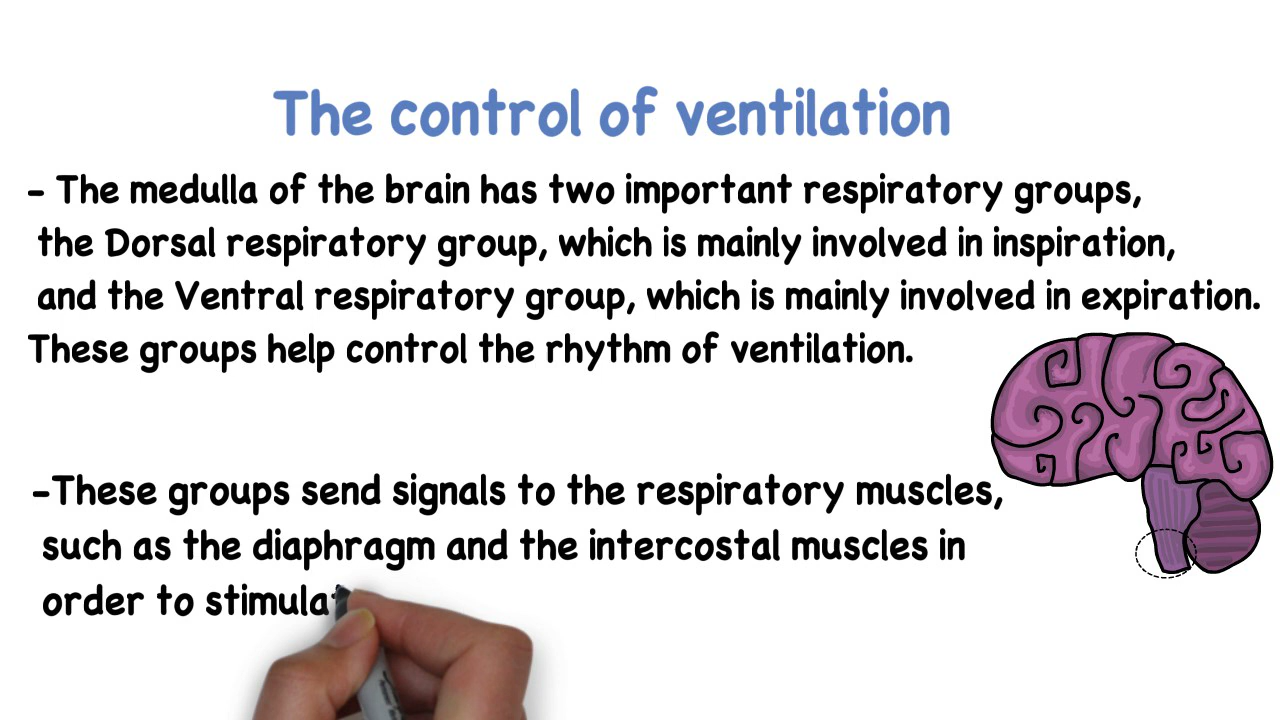 The control of ventilation
- The medulla of the brain has two important respiratory groups,
the Dorsal respiratory group, which is mainly involved in inspiration,
and the Ventral respiratory group, which is mainly involved in expiration.
These groups help control the rhythm of ventilation.
-These groups send signals to the respiratory muscles,
such as the diaphragm and the intercostal muscles in
order to stimulat